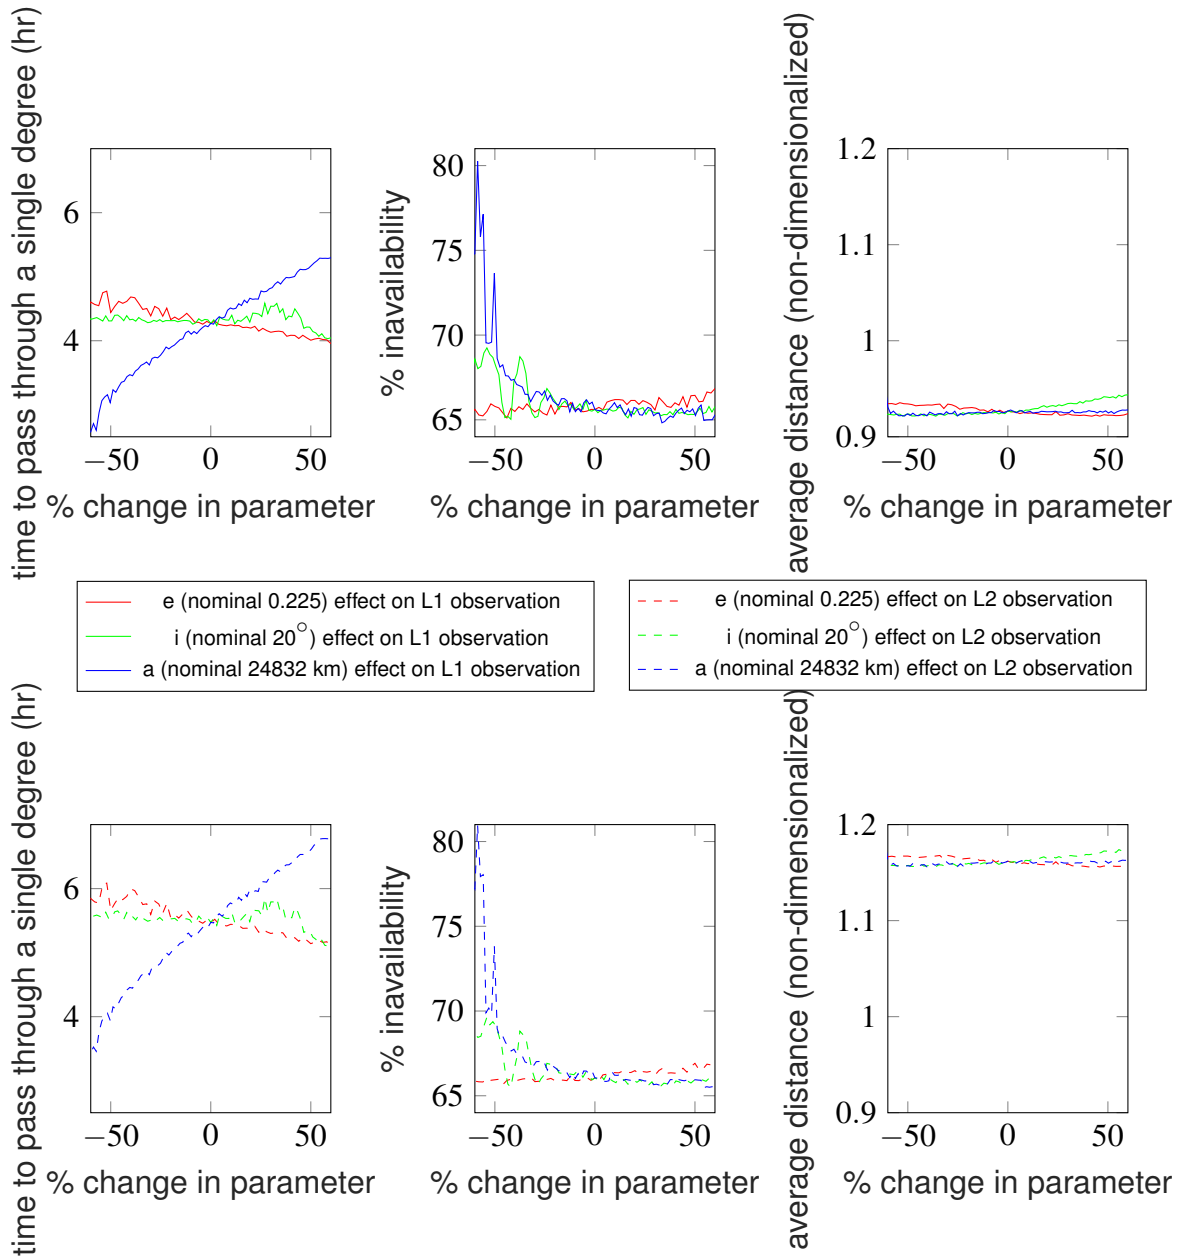 time to pass through a single degree (hr)
6
4
−50
0
50
% change in parameter
% inavailability
80
75
70
65
−50
0
50
% change in parameter
average distance (non-dimensionalized)
1.2
1.1
1
0.9
−50
0
50
% change in parameter
e (nominal 0.225) effect on L1 observation
i (nominal 20°) effect on L1 observation
a (nominal 24832 km) effect on L1 observation
e (nominal 0.225) effect on L2 observation
i (nominal 20°) effect on L2 observation
a (nominal 24832 km) effect on L2 observation
time to pass through a single degree (hr)
6
4
−50
0
50
% change in parameter
% inavailability
80
75
70
65
−50
0
50
% change in parameter
average distance (non-dimensionalized)
1.2
1.1
1
0.9
−50
0
50
% change in parameter